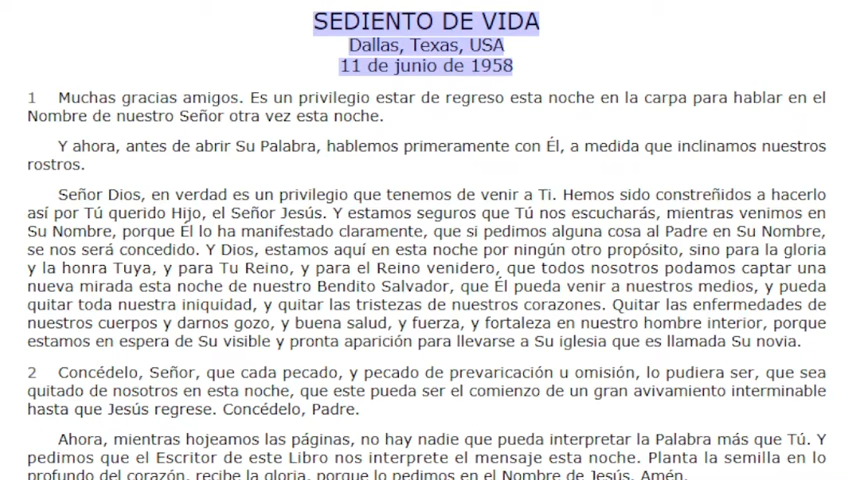 SEDIENTO DE VIDA
Dallas, Texas, USA
11 de junio de 1958
1 Muchas gracias amigos. Es un privilegio estar de regreso esta noche en la carpa para hablar en el
Nombre de nuestro Señor otra vez esta noche.
Y ahora, antes de abrir Su Palabra, hablemos primeramente con Él, a medida que inclinamos nuestros
rostros.
Señor Dios, en verdad es un privilegio que tenemos de venir a Ti. Hemos sido constreñidos a hacerlo
así por Tú querido Hijo, el Señor Jesús. Y estamos seguros que Tú nos escucharás, mientras venimos en
Su Nombre, porque Él lo ha manifestado claramente, que si pedimos alguna cosa al Padre en Su Nombre,
se nos será concedido. Y Dios, estamos aquí en esta noche por ningún otro propósito, sino para la gloria
y la honra Tuya, y para Tu Reino, y para el Reino venidero, que todos nosotros podamos captar una
nueva mirada esta noche de nuestro Bendito Salvador, que Él pueda venir a nuestros medios, y pueda
quitar toda nuestra iniquidad, y quitar las tristezas de nuestros corazones. Quitar las enfermedades de
nuestros cuerpos y darnos gozo, y buena salud, y fuerza, y fortaleza en nuestro hombre interior, porque
estamos en espera de Su visible y pronta aparición para llevarse a Su iglesia que es llamada Su novia.
2 Concédelo, Señor, que cada pecado, y pecado de prevaricación u omisión, lo pudiera ser, que sea
quitado de nosotros en esta noche, que este pueda ser el comienzo de un gran avivamiento interminable
hasta que Jesús regrese. Concédelo, Padre.
Ahora, mientras hojeamos las páginas, no hay nadie que pueda interpretar la Palabra más que Tú. Y
pedimos que el Escritor de este Libro nos interprete el mensaje esta noche. Planta la semilla en lo
profundo del corazón, recibe la gloria, porque lo pedimos en el Nombre de Jesús. Amén.